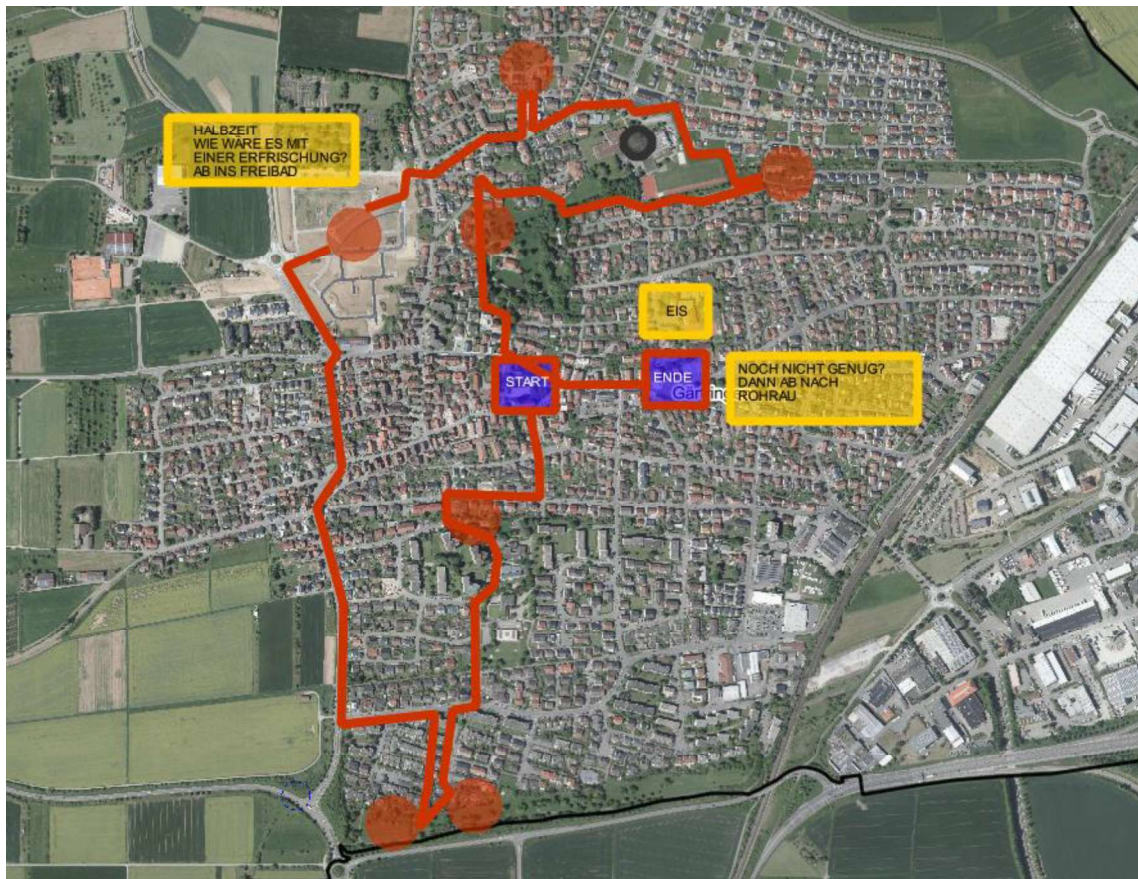 HALBZEIT
WIE WÄRE ES MIT
EINER ERFRISCHUNG?
AB INS FREIBAD
EIS
START
ENDE
NOCH NICHT GENUG?
DANN AB NACH
ROHRAU